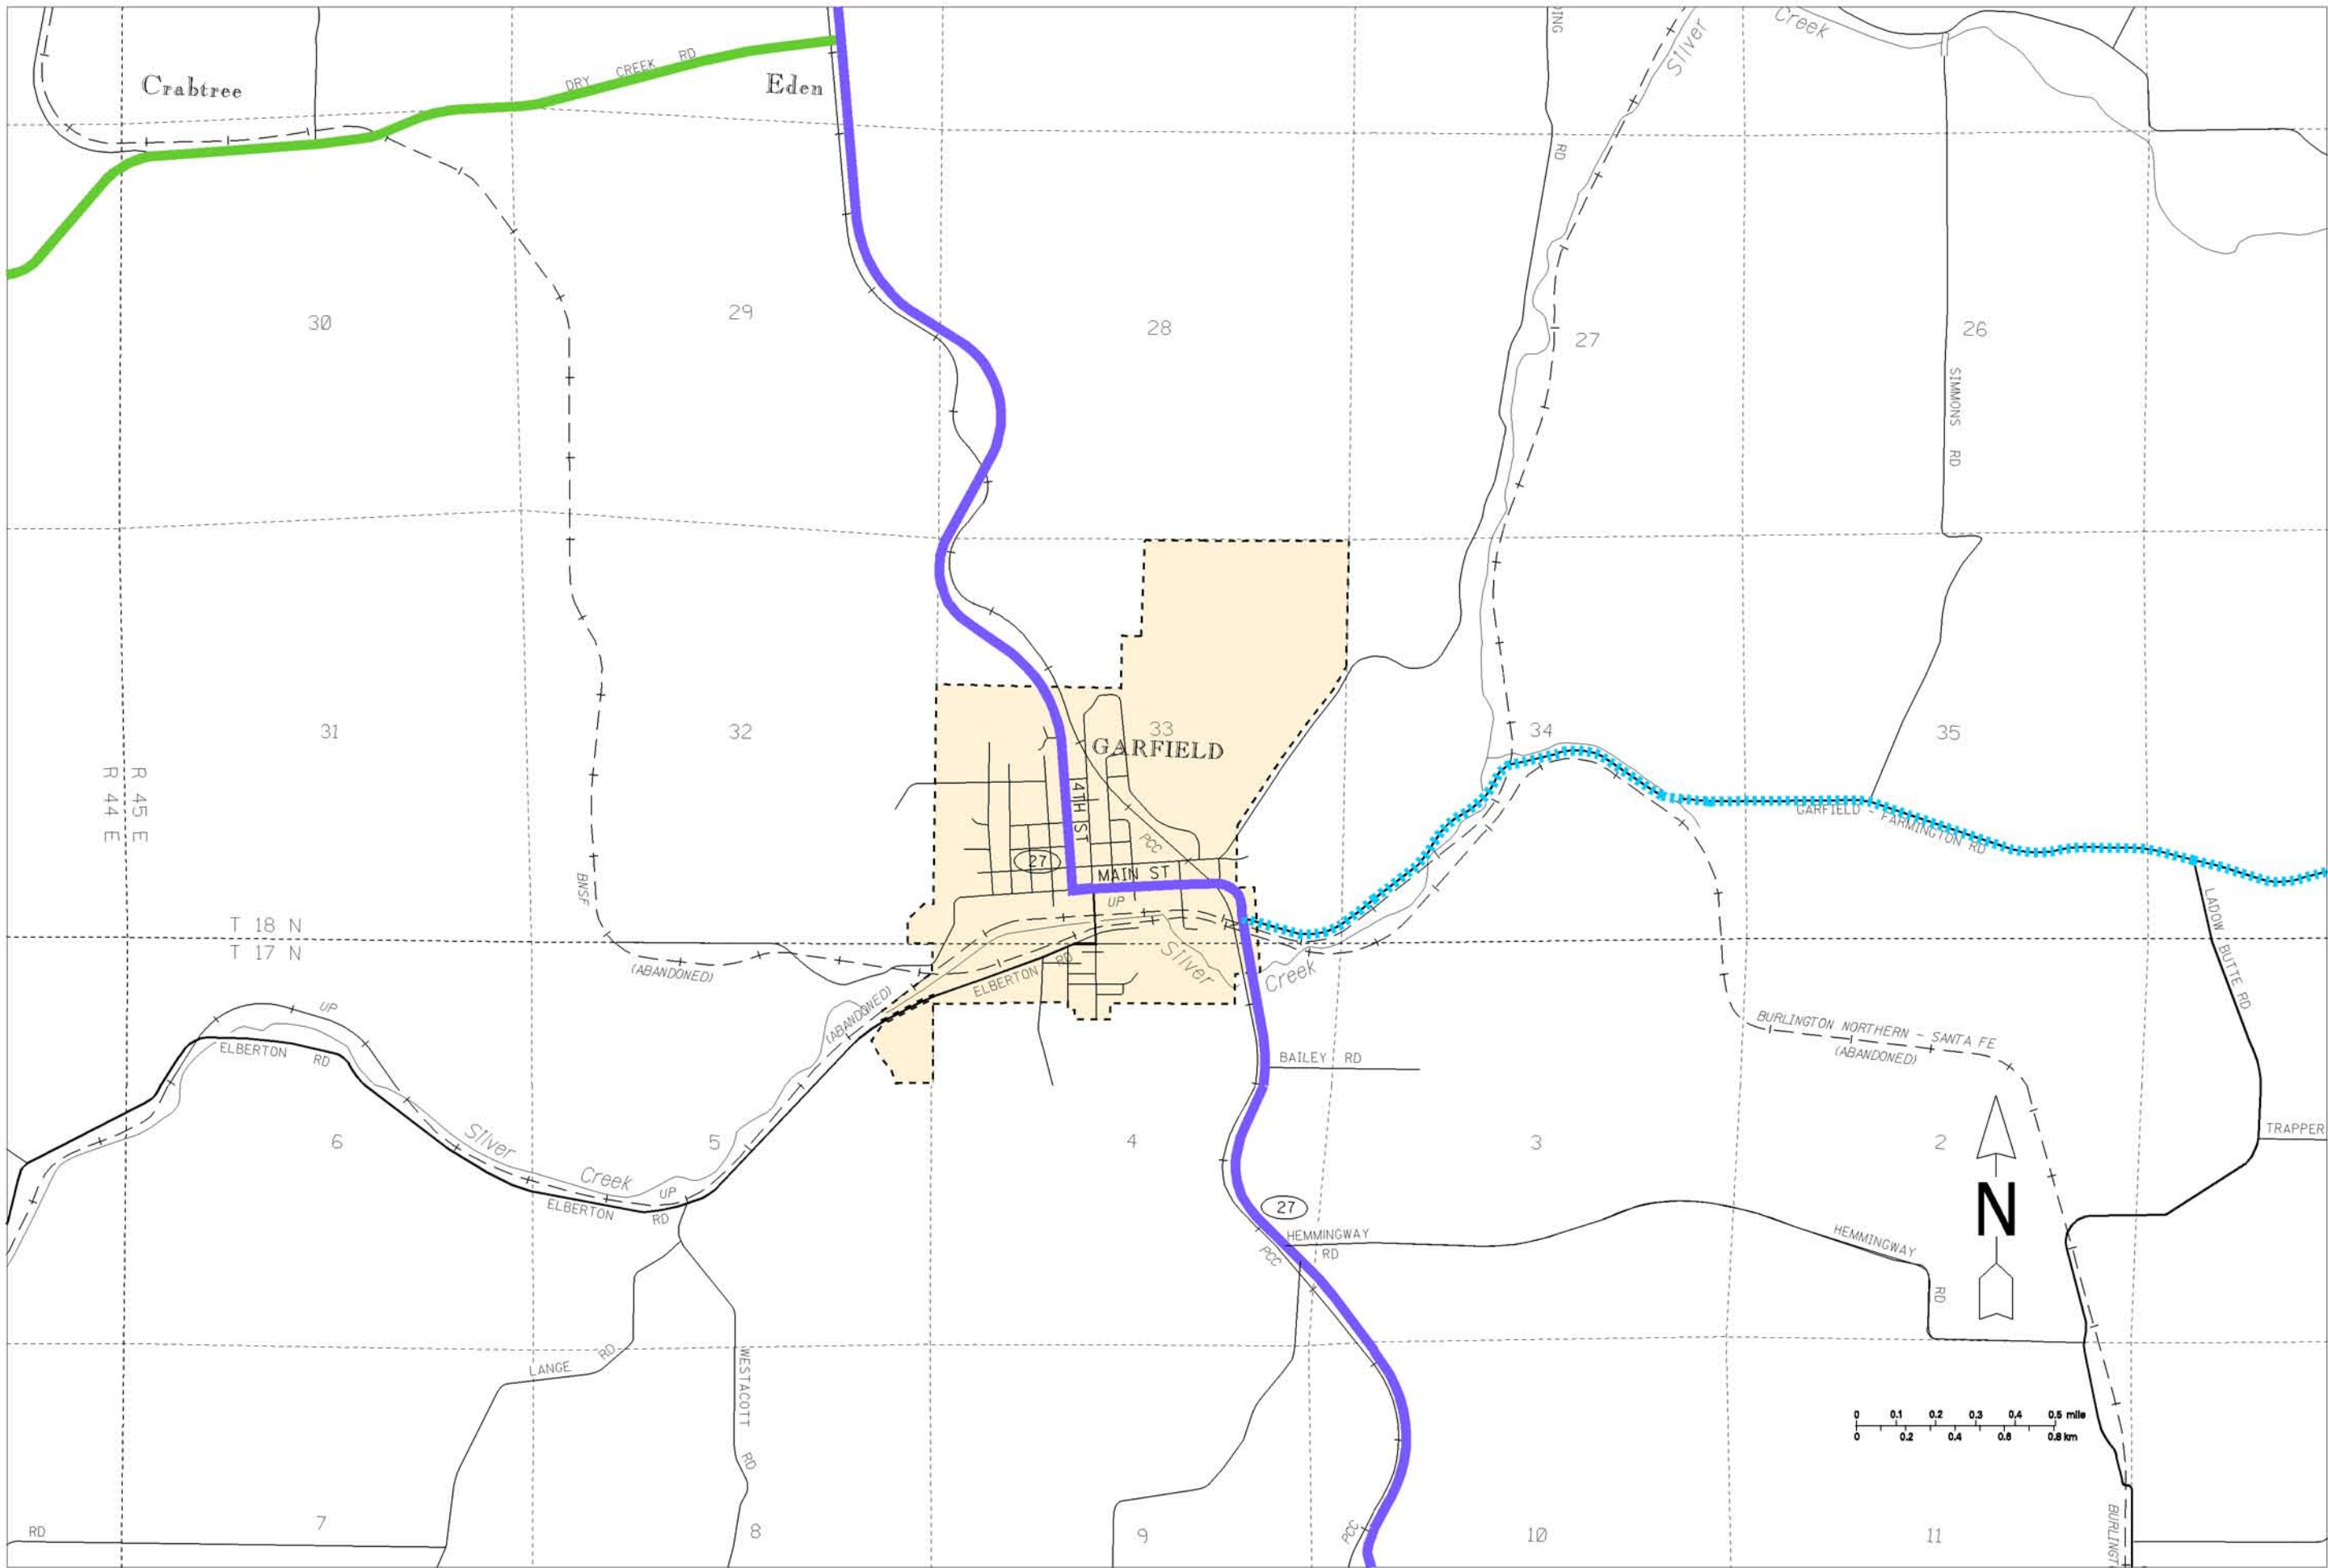 ING
Silver
Creek
DRY CREEK RD
Crabtree
Eden
RD
30
29
28
27
26
SIMMONS RD
31
32
33
34
35
GARFIELD
R 44 E
R 45 E
4TH ST
PCC
27
MAIN ST
GARFIELD - FARMINGTON RD
BNSF
UP
LADOW BUTTE RD
T 18 N
T 17 N
(ABANDONED)
ELBERTON RD
Silver
Creek
(ABANDONED)
UP
ELBERTON RD
BURLINGTON NORTHERN - SANTA FE
(ABANDONED)
BAILEY RD
TRAPPER
6
Silver
Creek
5
4
3
2
UP
ELBERTON RD
27
HEMMINGWAY
RD
PCC
HEMMINGWAY
RD
N
LANGE RD
WESTACOTT RD
0 0.1 0.2 0.3 0.4 0.5 mile
0 0.2 0.4 0.6 0.8 km
RD
7
8
9
PCC
10
11
BURLINGT